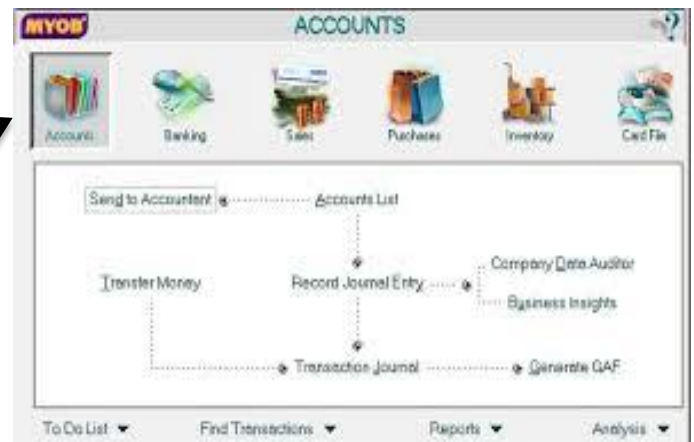 MYOB ACCOUNTS ?
Accounts Banking Sales Purchases Inventory Card File
Send to Accountant Accounts List
Company Data Auditor
Transfer Money Record Journal Entry
Business Insights
Transaction Journal Generate GAF
To Do List Find Transactions Reports Analysis